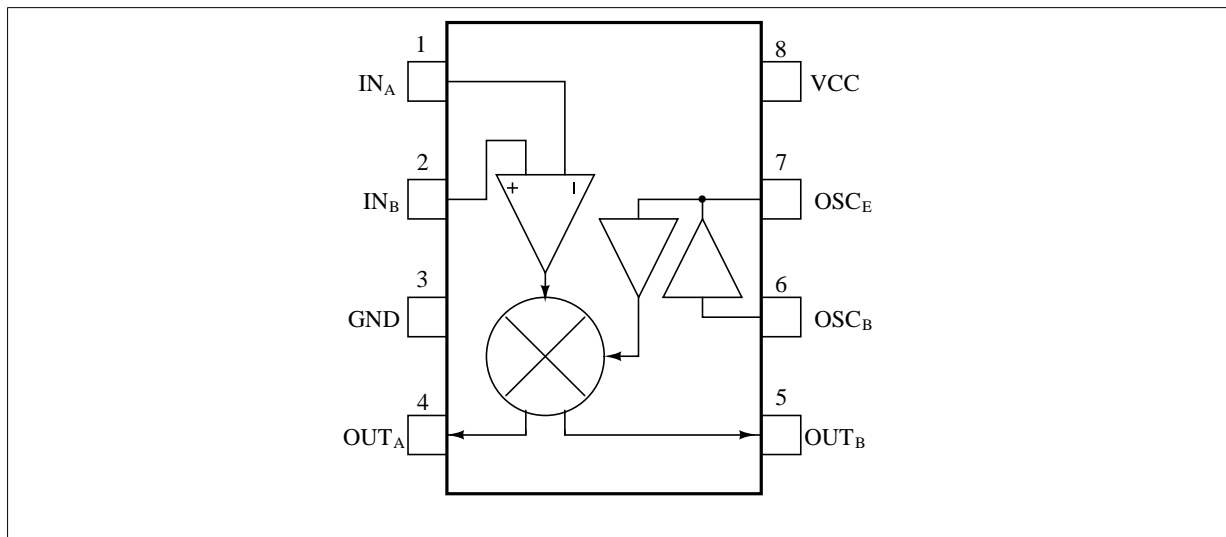 1
IN_A
2
IN_B
3
GND
4
OUT_A
8
VCC
7
OSC_E
6
OSC_B
5
OUT_B
+
-